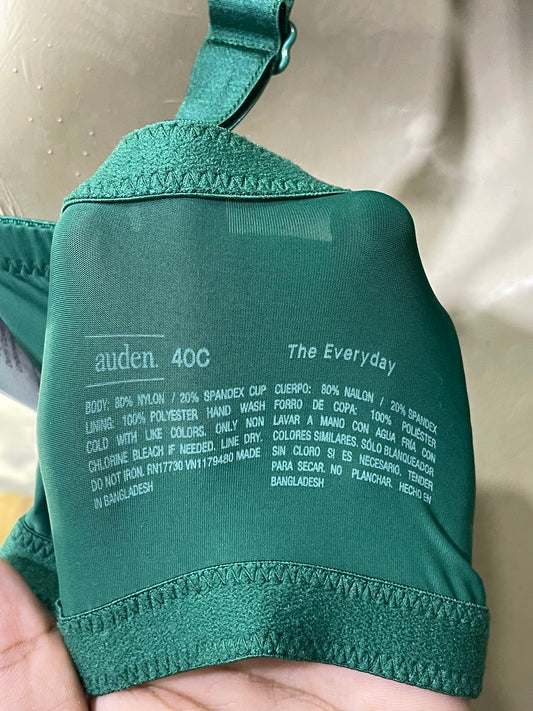 auden. 40C
The Everyday
BODY: 80% NYLON / 20% SPANDEX CUP
LINING: 100% POLYESTER HAND WASH
COLD WITH LIKE COLORS. ONLY NON
CHLORINE BLEACH IF NEEDED. LINE DRY.
DO NOT IRON. RN17730 VN1179480 MADE
IN BANGLADESH
CUERPO: 80% NAILON / 20% SPANDEX
FORRO DE COPA: 100% POLIÉSTER
LAVAR A MANO CON AGUA FRÍA CON
COLORES SIMILARES. SÓLO BLANQUEADOR
SIN CLORO SI ES NECESARIO. TENDER
PARA SECAR. NO PLANCHAR. HECHO EM
BANGLADESH